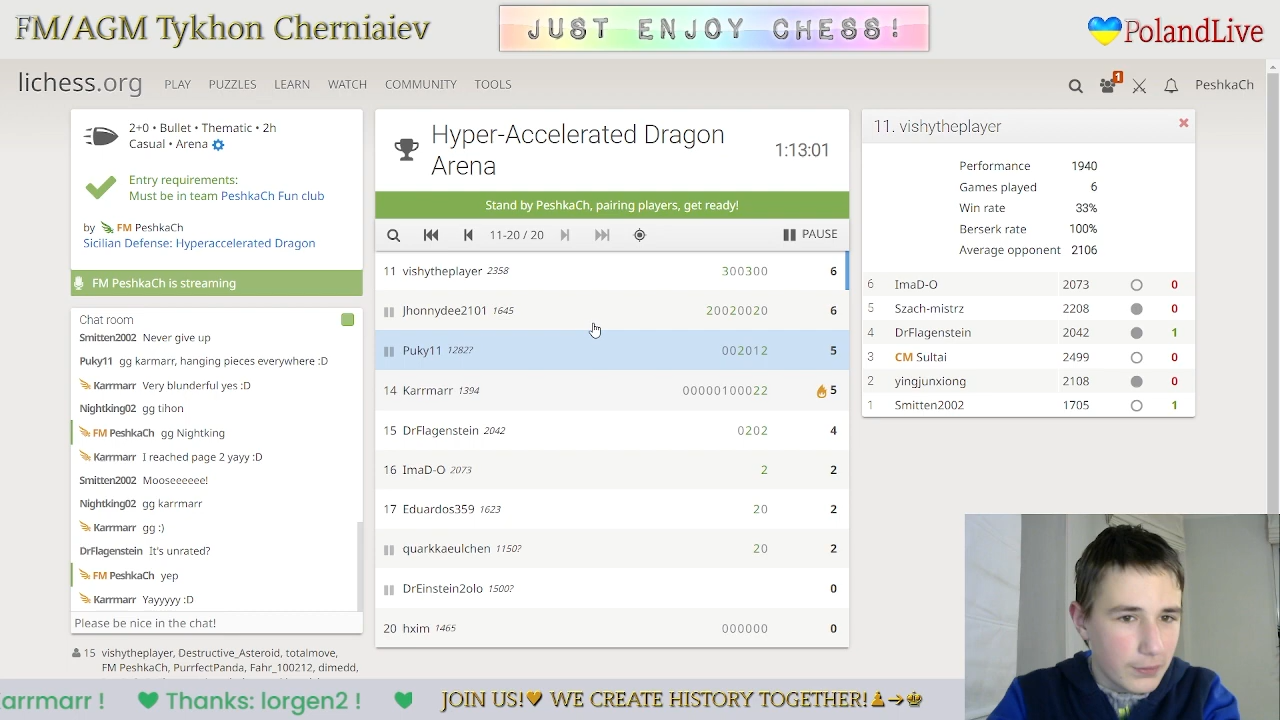 FM/AGM Tykhon Cherniaiev
JUST ENJOY CHESS!
PolandLive
lichess.org
PLAY
PUZZLES
LEARN
WATCH
COMMUNITY
TOOLS
1
PeshkaCh
2+0 • Bullet • Thematic • 2h
Casual • Arena
Entry requirements:
Must be in team PeshkaCh Fun club
by FM PeshkaCh
Sicilian Defense: Hyperaccelerated Dragon
FM PeshkaCh is streaming
Chat room
Smitten2002 Never give up
Puky11 gg karmarr, hanging pieces everywhere :D
Karrmarr Very blunderful yes :D
Nightking02 gg tihon
FM PeshkaCh gg Nightking
Karrmarr I reached page 2 yayy :D
Smitten2002 Mooseeeeee!
Nightking02 gg karrmarr
Karrmarr gg :)
DrFlagenstein It's unrated?
FM PeshkaCh yep
Karrmarr Yayyyyy :D
Please be nice in the chat!
15 vishytheplayer, Destructive_Asteroid, totalmove,
FM PeshkaCh, PurrfectPanda, Fahr_100212, dimedd,
Hyper-Accelerated Dragon
Arena
1:13:01
Stand by PeshkaCh, pairing players, get ready!
11-20 / 20
PAUSE
11 vishytheplayer 2358 300300 6
Jhonnydee2101 1645 20020020 6
Puky11 1282? 002012 5
14 Karrmarr 1394 00000100022 5
15 DrFlagenstein 2042 0202 4
16 ImaD-O 2073 2 2
17 Eduardos359 1623 20 2
quarkkaeulchen 1150? 20 2
DrEinstein2olo 1500? 0
20 hxim 1465 000000 0
11. vishytheplayer
Performance 1940
Games played 6
Win rate 33%
Berserk rate 100%
Average opponent 2106
6 ImaD-O 2073 0
5 Szach-mistrz 2208 0
4 DrFlagenstein 2042 1
3 CM Sultai 2499 0
2 yingjunxiong 2108 0
1 Smitten2002 1705 1
arrmarr !
Thanks: lorgen2 !
JOIN US! WE CREATE HISTORY TOGETHER!